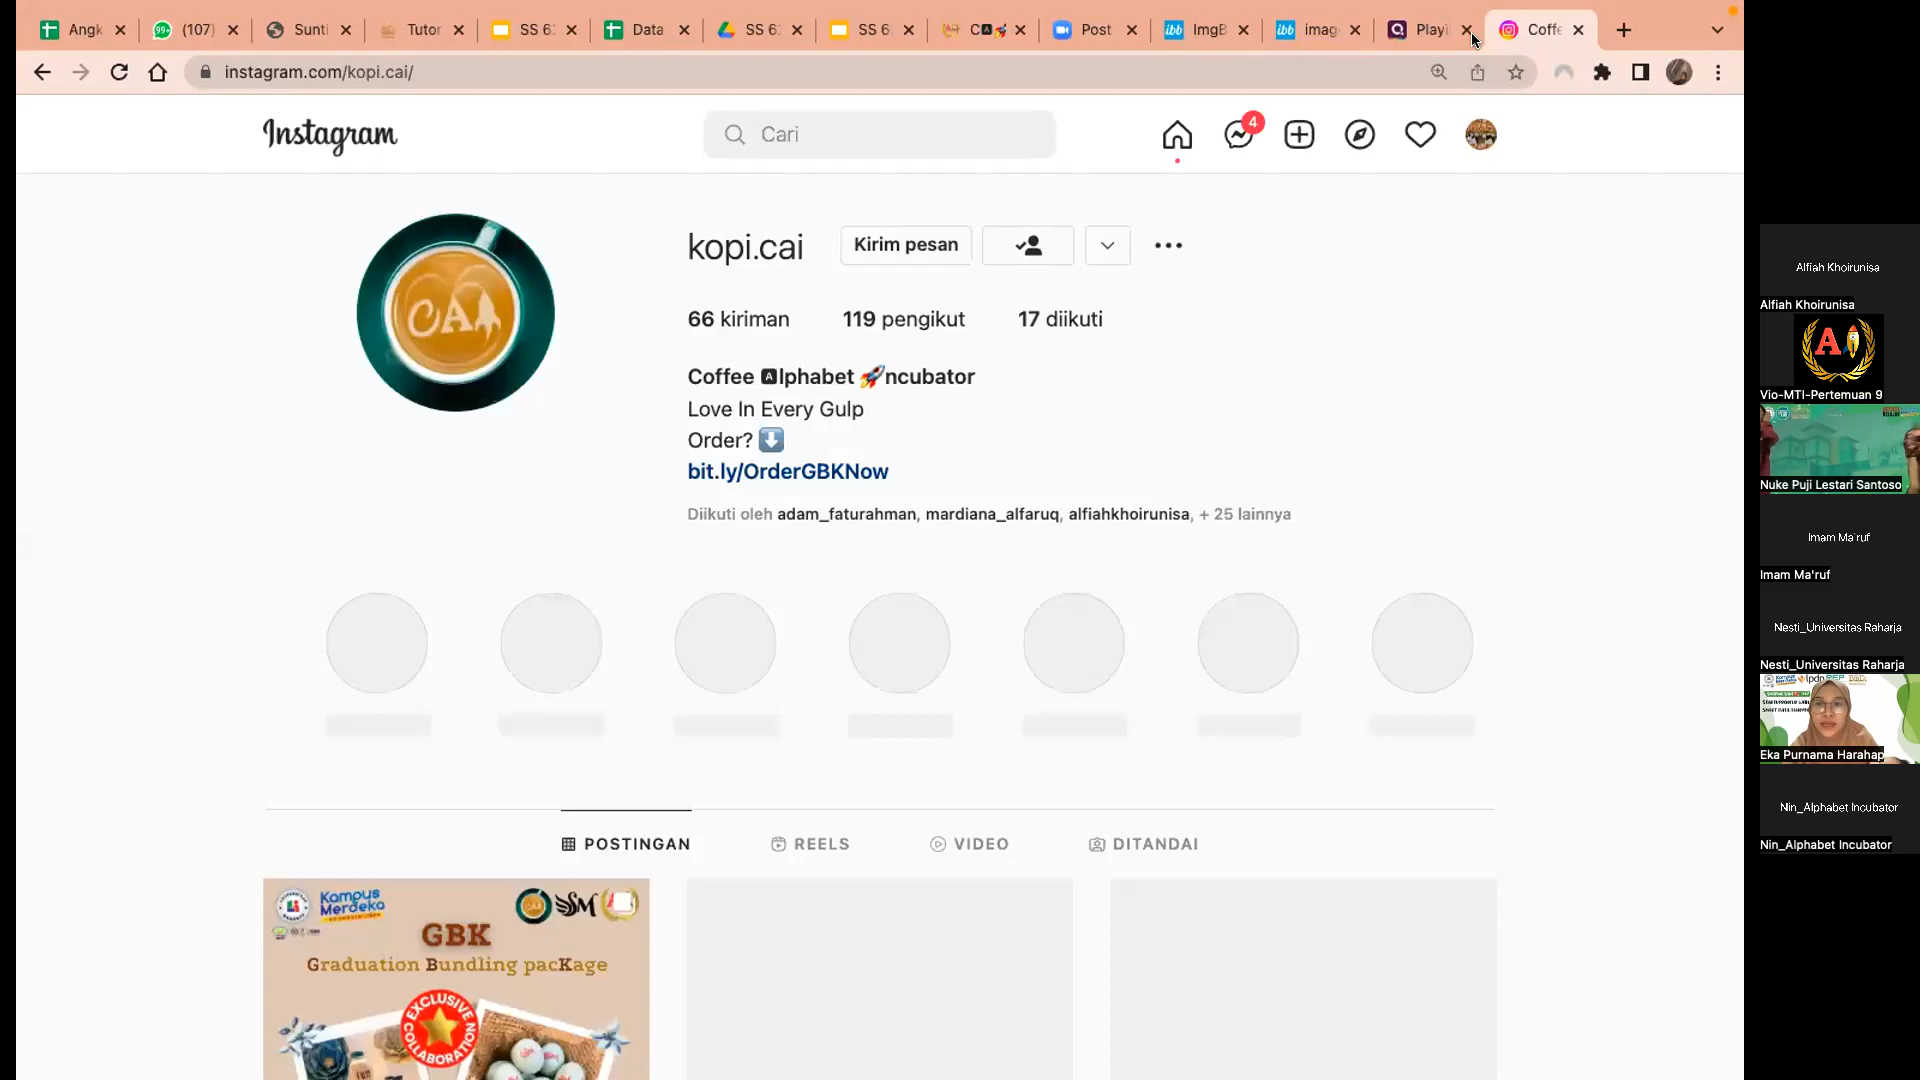 Angk
(107)
Sunti
Tutor
SS 6
Data
SS 6
SS 6
Post
ImgB
imag
Playi
Coffe
instagram.com/kopi.cai/
Instagram
Cari
4
kopi.cai
Kirim pesan
66 kiriman
119 pengikut
17 diikuti
Coffee 🅰lphabet 🚀ncubator
Love In Every Gulp
Order? ⬇️
bit.ly/OrderGBKNow
Diikuti oleh adam_faturahman, mardiana_alfaruq, alfiahkhoirunisa, + 25 lainnya
CAI
POSTINGAN
REELS
VIDEO
DITANDAI
Kampus
Merdeka
SM
GBK
Graduation Bundling pacKage
EXCLUSIVE
COLLABORATION
Alfiah Khoirunisa
Alfiah Khoirunisa
A
Vio-MTI-Pertemuan 9
Nuke Puji Lestari Santoso
Imam Ma'ruf
Imam Ma'ruf
Nesti_Universitas Raharja
Nesti_Universitas Raharja
Eka Purnama Harahap
Nin_Alphabet Incubator
Nin_Alphabet Incubator